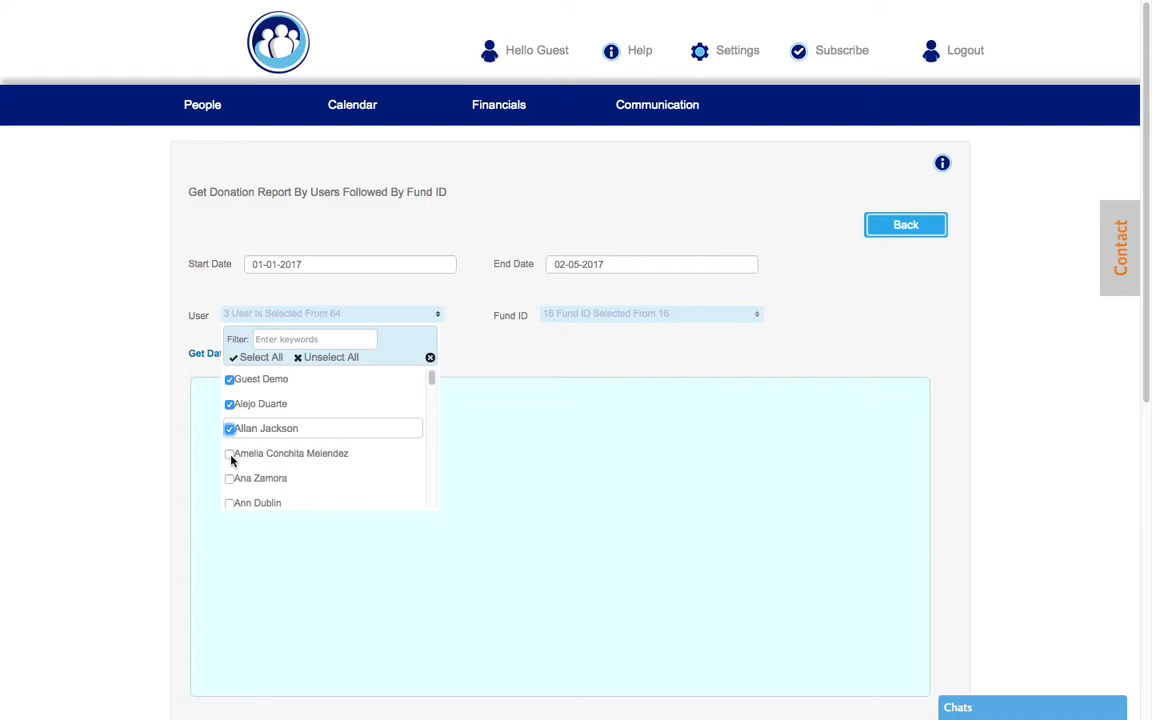 Hello Guest Help Settings Subscribe Logout
People Calendar Financials Communication
Get Donation Report By Users Followed By Fund ID
Back
Contact
Start Date 01-01-2017 End Date 02-05-2017
User 3 User Is Selected From 64 Fund ID 16 Fund ID Selected From 16
Filter: Enter keywords
Get Dat Select All Unselect All
Guest Demo
Alejo Duarte
Allan Jackson
Amelia Conchita Melendez
Ana Zamora
Ann Dublin
Chats